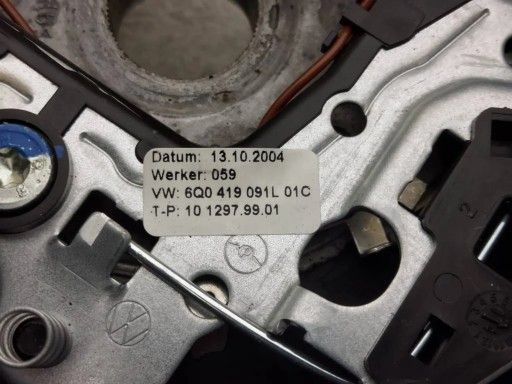 Datum: 13.10.2004
Werker: 059
VW: 6Q0 419 091L 01C
T-P: 10 1297.99.01